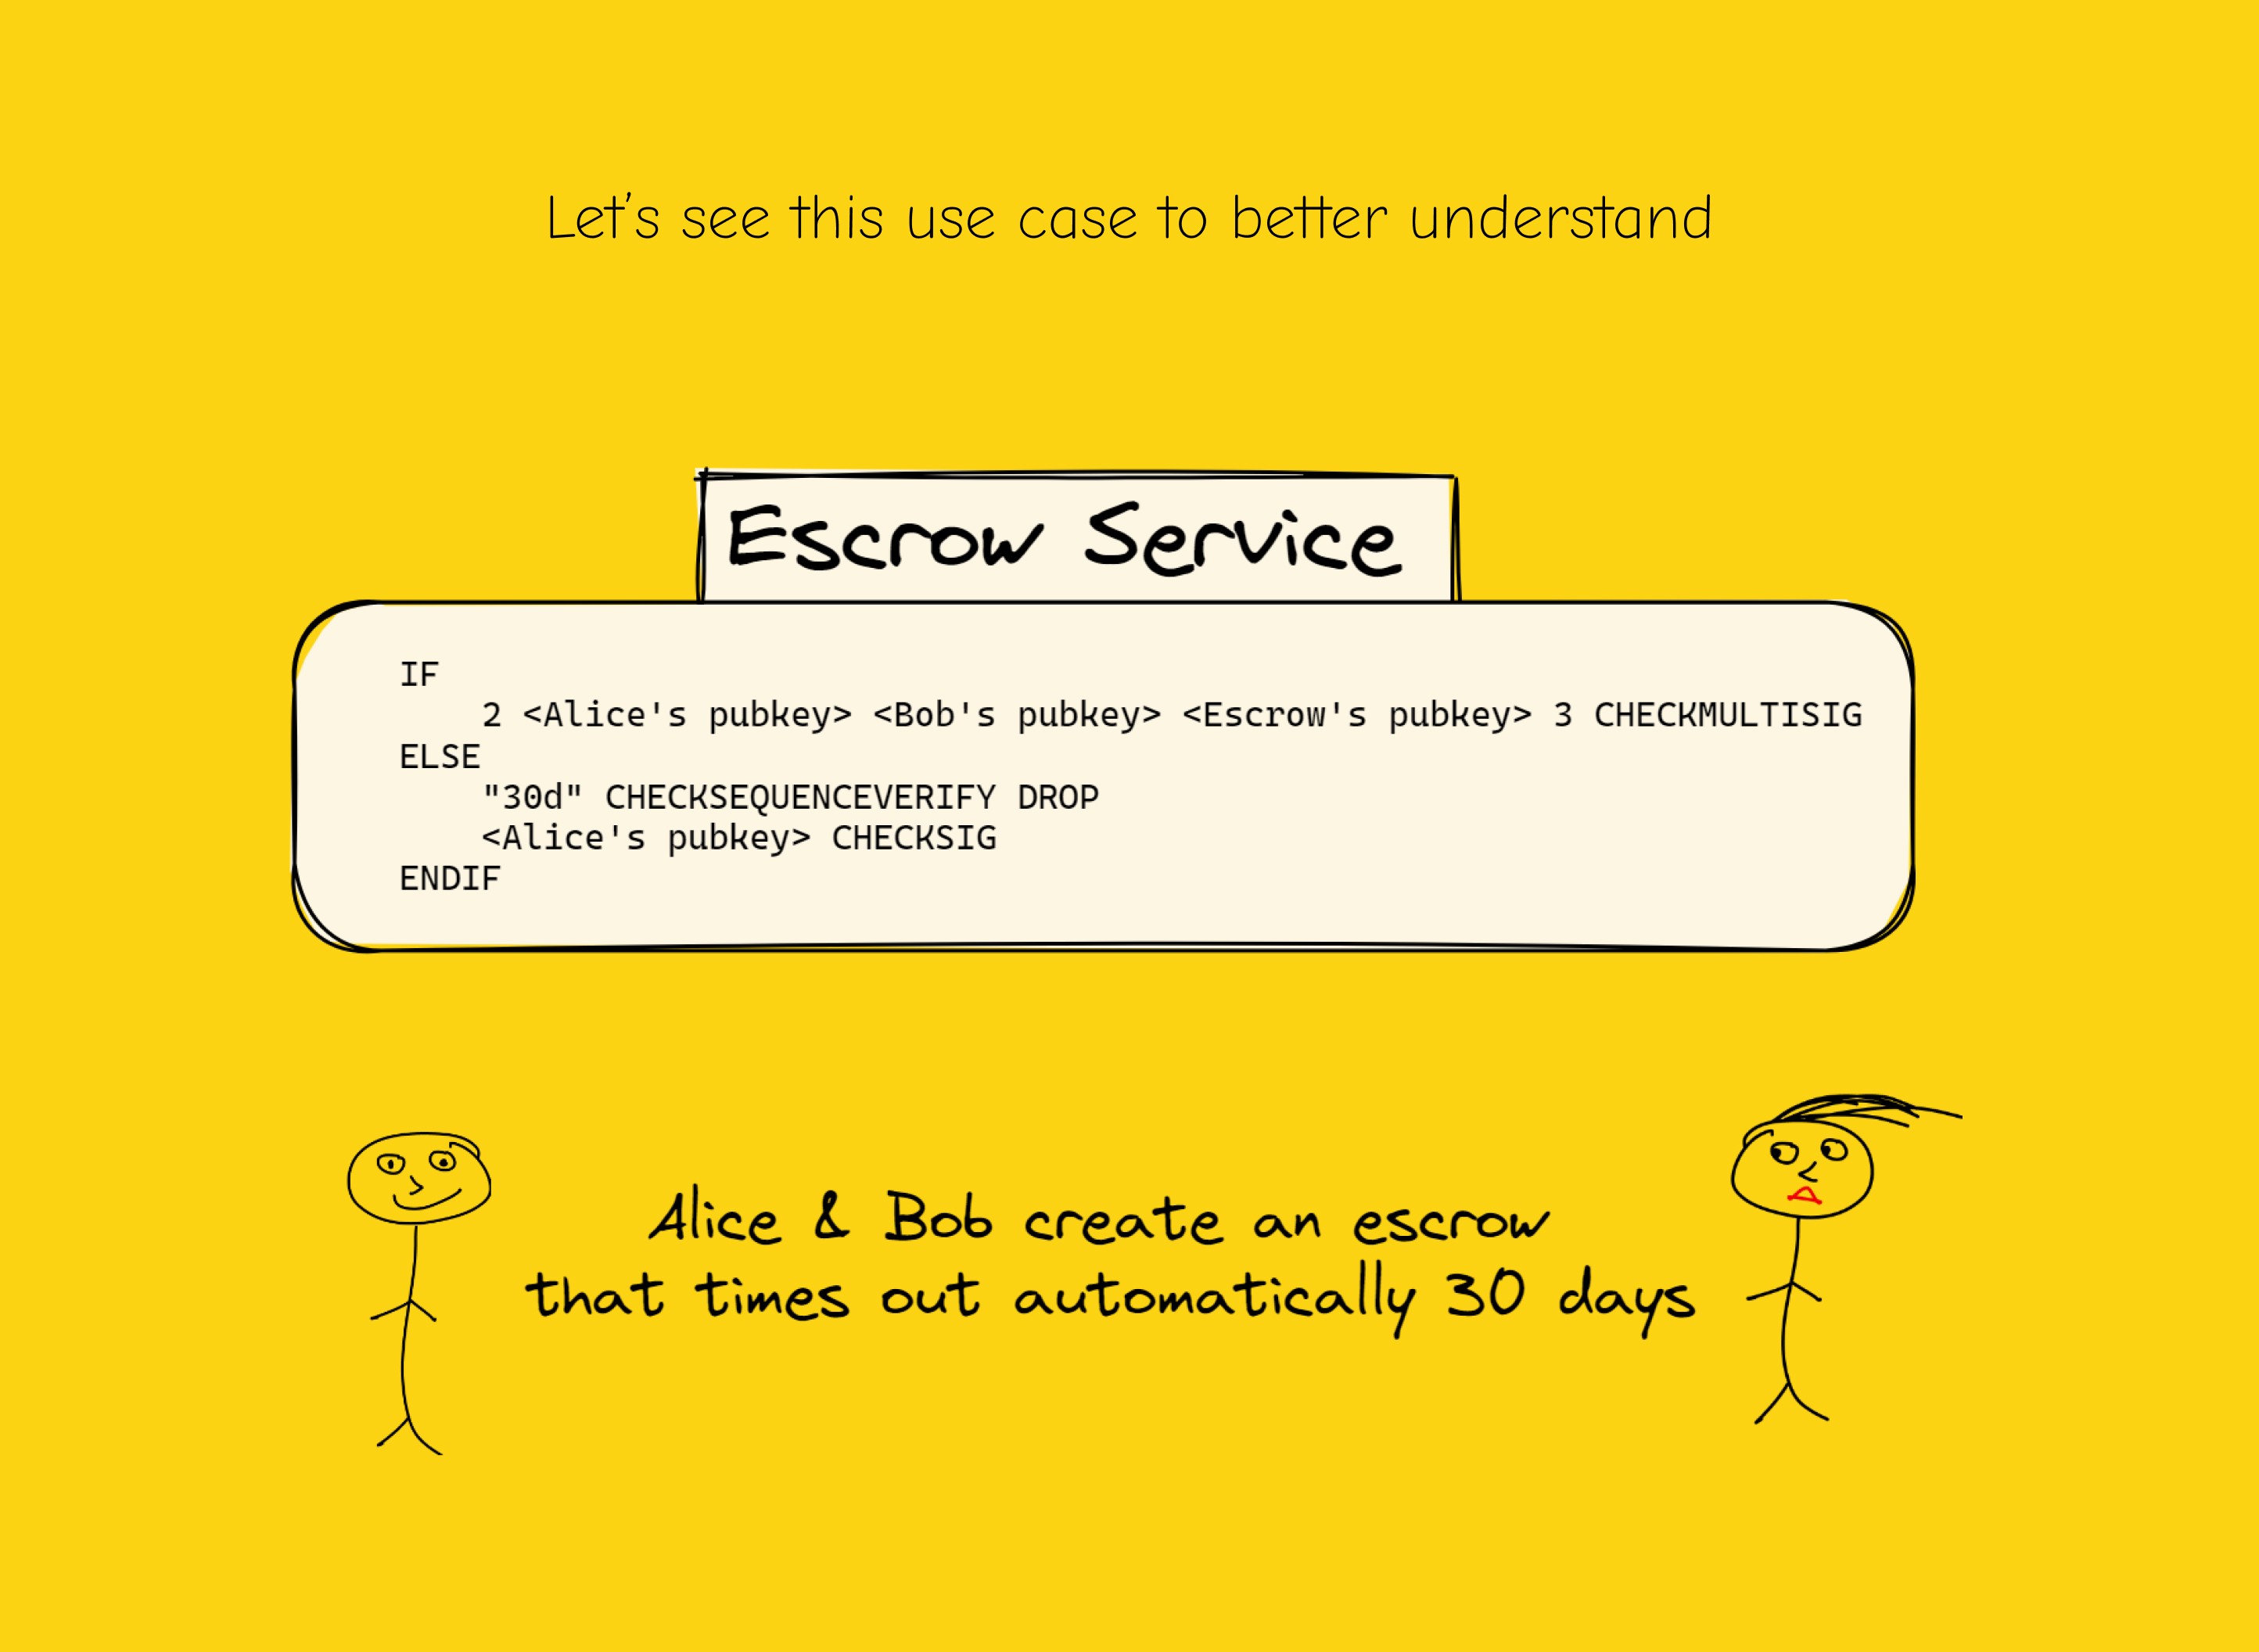 Let's see this use case to better understand
Escrow Service
IF
2 <Alice's pubkey> <Bob's pubkey> <Escrow's pubkey> 3 CHECKMULTISIG
ELSE
"30d" CHECKSEQUENCEVERIFY DROP
<Alice's pubkey> CHECKSIG
ENDIF
Alice & Bob create an escrow
that times out automatically 30 days